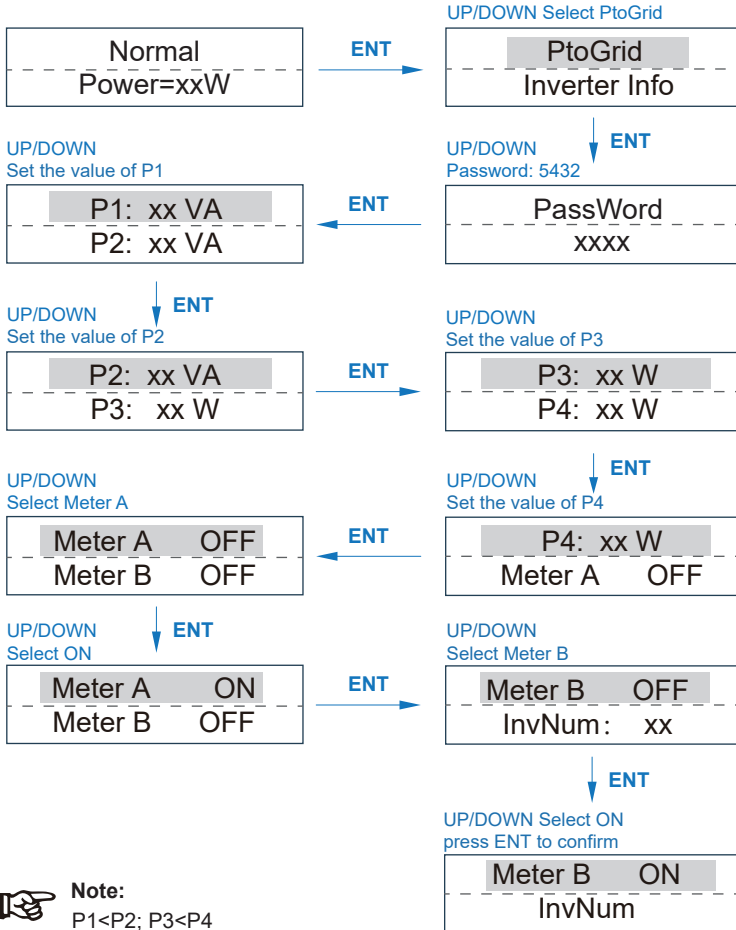 UP/DOWN Select PtoGrid
Normal
Power=xxW
ENT
PtoGrid
Inverter Info
ENT
UP/DOWN
Password: 5432
PassWord
xxxx
ENT
UP/DOWN
Set the value of P1
P1: xx VA
P2: xx VA
ENT
UP/DOWN
Set the value of P2
P2: xx VA
P3: xx W
ENT
UP/DOWN
Set the value of P3
P3: xx W
P4: xx W
ENT
UP/DOWN
Set the value of P4
P4: xx W
Meter A OFF
ENT
UP/DOWN
Select Meter A
Meter A OFF
Meter B OFF
ENT
UP/DOWN
Select ON
Meter A ON
Meter B OFF
ENT
UP/DOWN
Select Meter B
Meter B OFF
InvNum: xx
ENT
UP/DOWN Select ON
press ENT to confirm
Meter B ON
InvNum
Note:
P1<P2; P3<P4